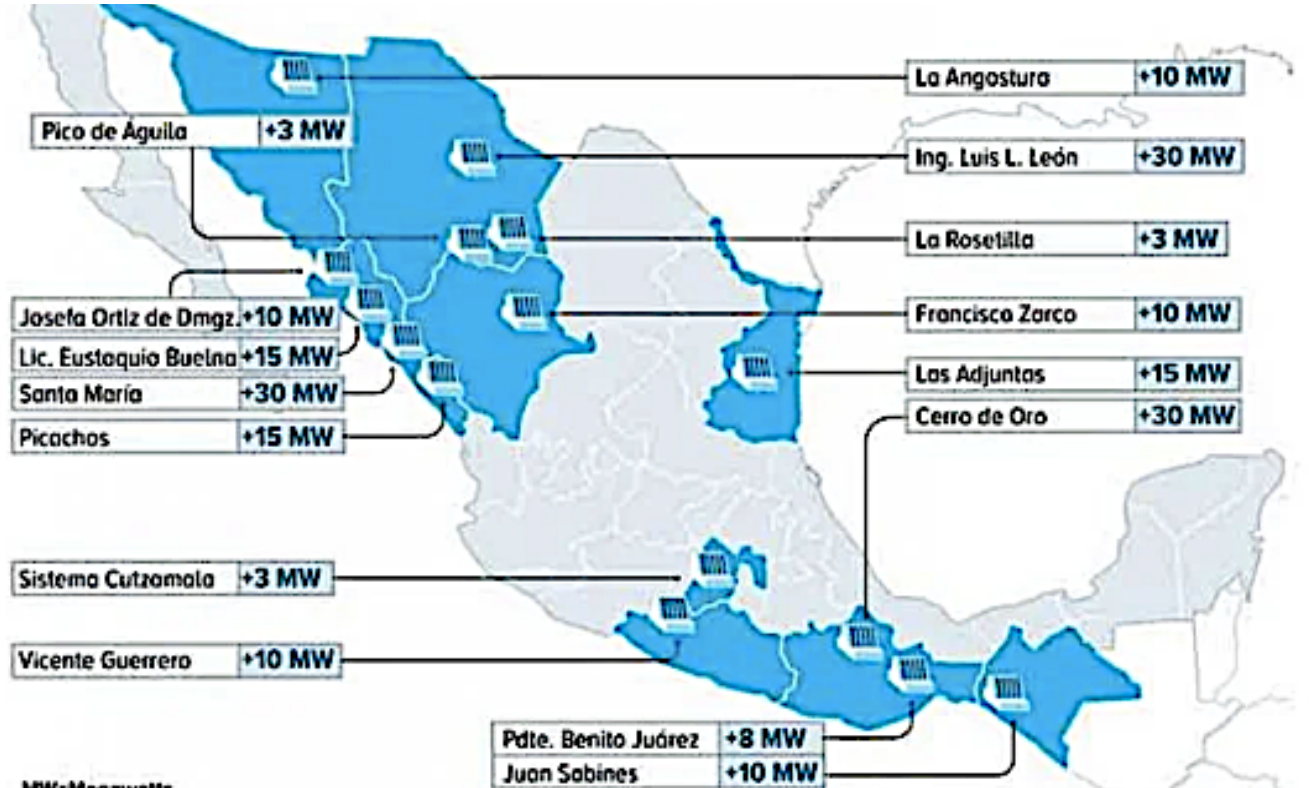 La Angostura +10 MW
Pico de Águila +3 MW
Ing. Luis L. León +30 MW
La Rosetilla +3 MW
Josefa Ortiz de Dmgz. +10 MW
Francisco Zarco +10 MW
Lic. Eustaquio Buelna +15 MW
Las Adjuntas +15 MW
Santa María +30 MW
Cerro de Oro +30 MW
Picachos +15 MW
Sistema Cutzamala +3 MW
Vicente Guerrero +10 MW
Pdte. Benito Juárez +8 MW
Juan Sabines +10 MW